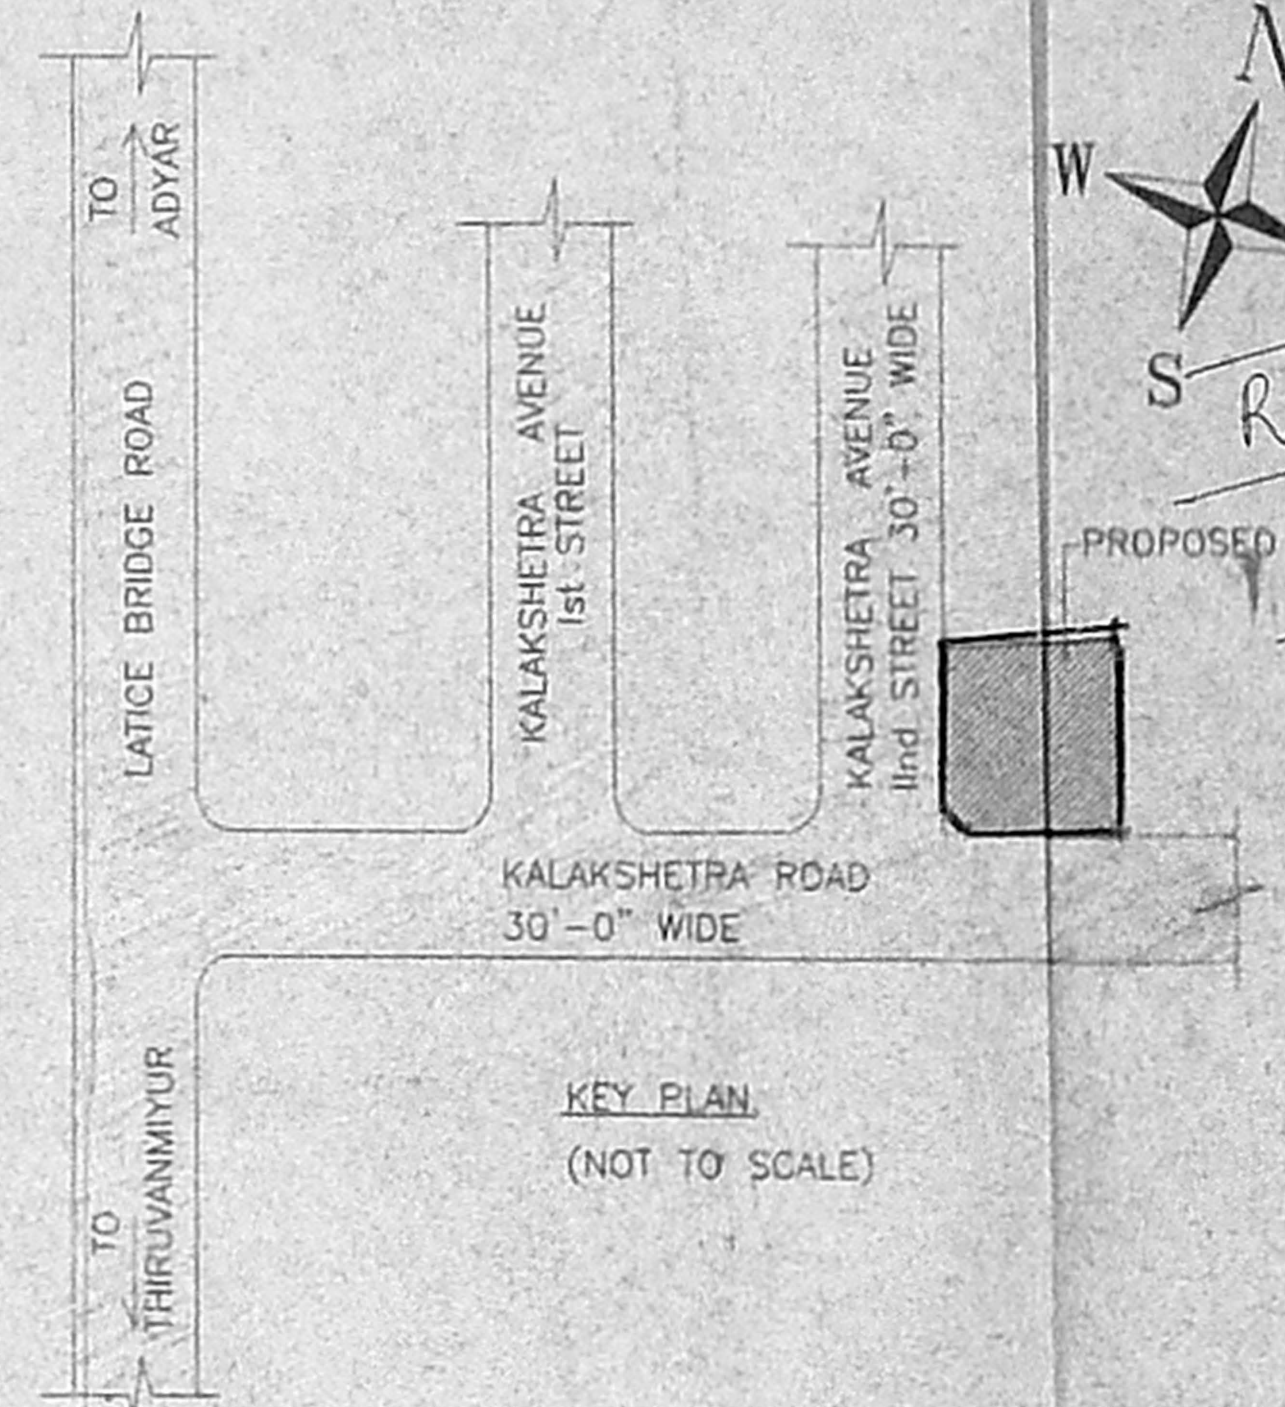 N
W
S
R
TO
ADYAR
LATICE BRIDGE ROAD
KALAKSHETRA AVENUE
1st STREET
KALAKSHETRA AVENUE
IInd STREET 30'-0" WIDE
PROPOSED
KALAKSHETRA ROAD
30'-0" WIDE
TO
THIRUVANMIYUR
KEY PLAN
(NOT TO SCALE)